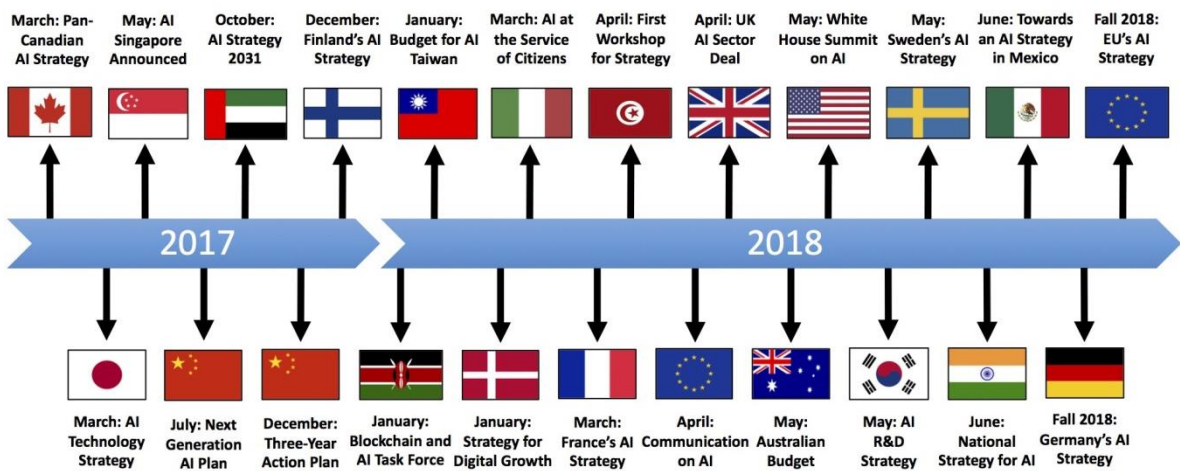 March: Pan-
Canadian
AI Strategy
May: AI
Singapore
Announced
October:
AI Strategy
2031
December:
Finland's AI
Strategy
January:
Budget for AI
Taiwan
March: AI at
the Service
of Citizens
April: First
Workshop
for Strategy
April: UK
AI Sector
Deal
May: White
House Summit
on AI
May:
Sweden's AI
Strategy
June: Towards
an AI Strategy
in Mexico
Fall 2018:
EU's AI
Strategy
2017
2018
March: AI
Technology
Strategy
July: Next
Generation
AI Plan
December:
Three-Year
Action Plan
January:
Blockchain and
AI Task Force
January:
Strategy for
Digital Growth
March:
France's AI
Strategy
April:
Communication
on AI
May:
Australian
Budget
May: AI
R&D
Strategy
June:
National
Strategy for AI
Fall 2018:
Germany's AI
Strategy